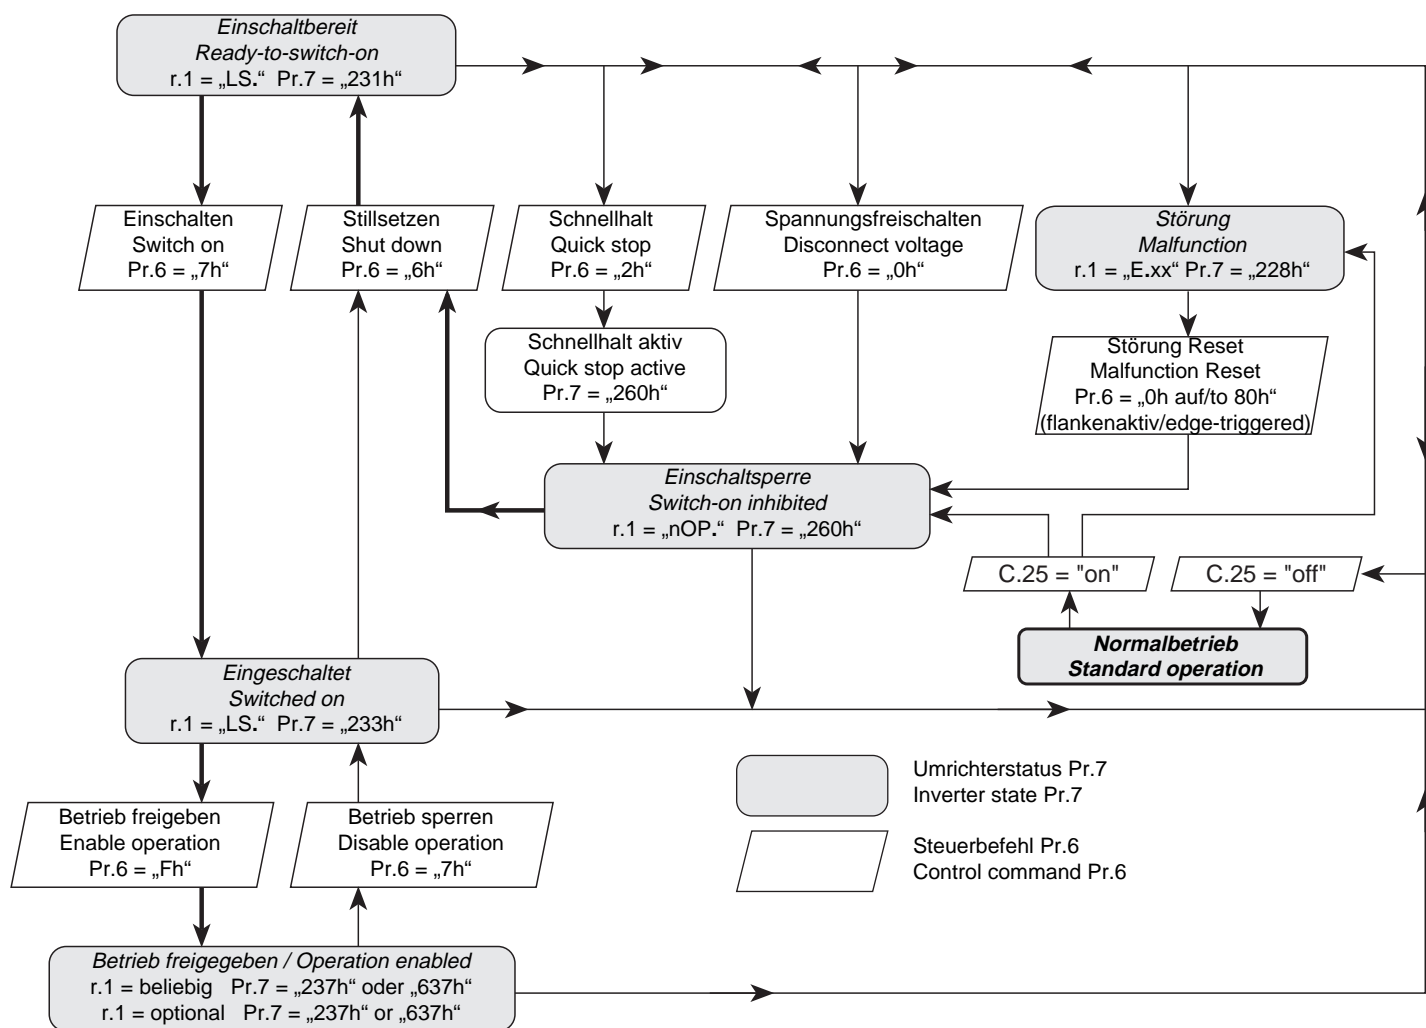 Einschaltbereit
Ready-to-switch-on
r.1 = „LS.“ Pr.7 = „231h“
Einschalten
Switch on
Pr.6 = „7h“
Stillsetzen
Shut down
Pr.6 = „6h“
Schnellhalt
Quick stop
Pr.6 = „2h“
Spannungsfreischalten
Disconnect voltage
Pr.6 = „0h“
Störung
Malfunction
r.1 = „E.xx“ Pr.7 = „228h“
Schnellhalt aktiv
Quick stop active
Pr.7 = „260h“
Störung Reset
Malfunction Reset
Pr.6 = „0h auf/to 80h“
(flankenaktiv/edge-triggered)
Einschaltsperre
Switch-on inhibited
r.1 = „nOP.“ Pr.7 = „260h“
C.25 = "on"
C.25 = "off"
Normalbetrieb
Standard operation
Eingeschaltet
Switched on
r.1 = „LS.“ Pr.7 = „233h“
Betrieb freigeben
Enable operation
Pr.6 = „Fh“
Betrieb sperren
Disable operation
Pr.6 = „7h“
Umrichterstatus Pr.7
Inverter state Pr.7
Steuerbefehl Pr.6
Control command Pr.6
Betrieb freigegeben / Operation enabled
r.1 = beliebig Pr.7 = „237h“ oder „637h“
r.1 = optional Pr.7 = „237h“ or „637h“